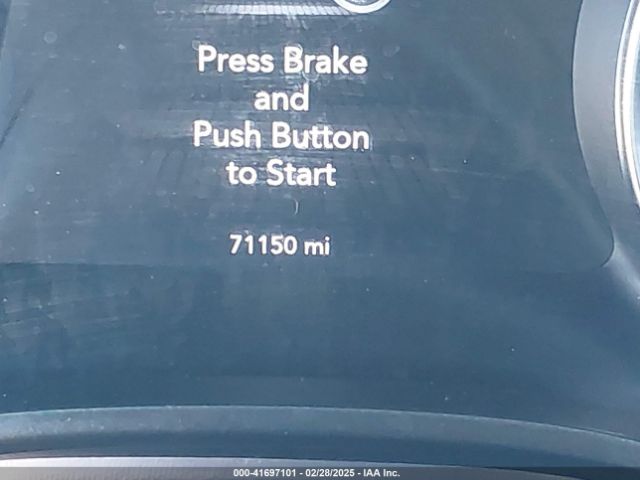 Press Brake
and
Push Button
to Start
71150 mi
000-41697101 - 02/28/2025 - IAA Inc.